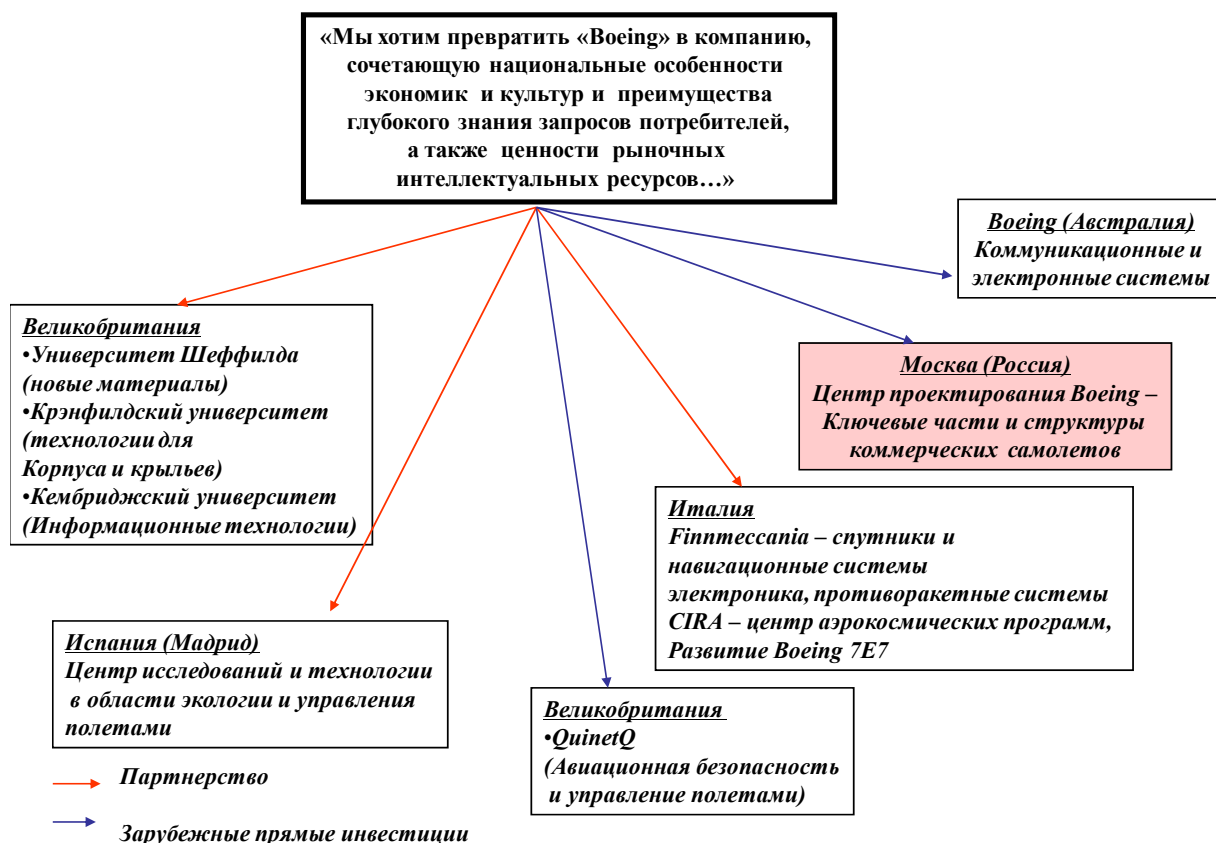 «Мы хотим превратить «Boeing» в компанию,
сочетающую национальные особенности
экономик и культур и преимущества
глубокого знания запросов потребителей,
а также ценности рыночных
интеллектуальных ресурсов…»
Boeing (Австралия)
Коммуникационные и
электронные системы
Великобритания
•Университет Шеффилда
(новые материалы)
•Крэнфилдский университет
(технологии для
Корпуса и крыльев)
•Кембриджский университет
(Информационные технологии)
Москва (Россия)
Центр проектирования Boeing –
Ключевые части и структуры
коммерческих самолетов
Италия
Finnmeccania – спутники и
навигационные системы
электроника, противоракетные системы
CIRA – центр аэрокосмических программ,
Развитие Boeing 7E7
Испания (Мадрид)
Центр исследований и технологии
в области экологии и управления
полетами
Великобритания
•QuinetQ
(Авиационная безопасность
и управление полетами)
Партнерство
Зарубежные прямые инвестиции